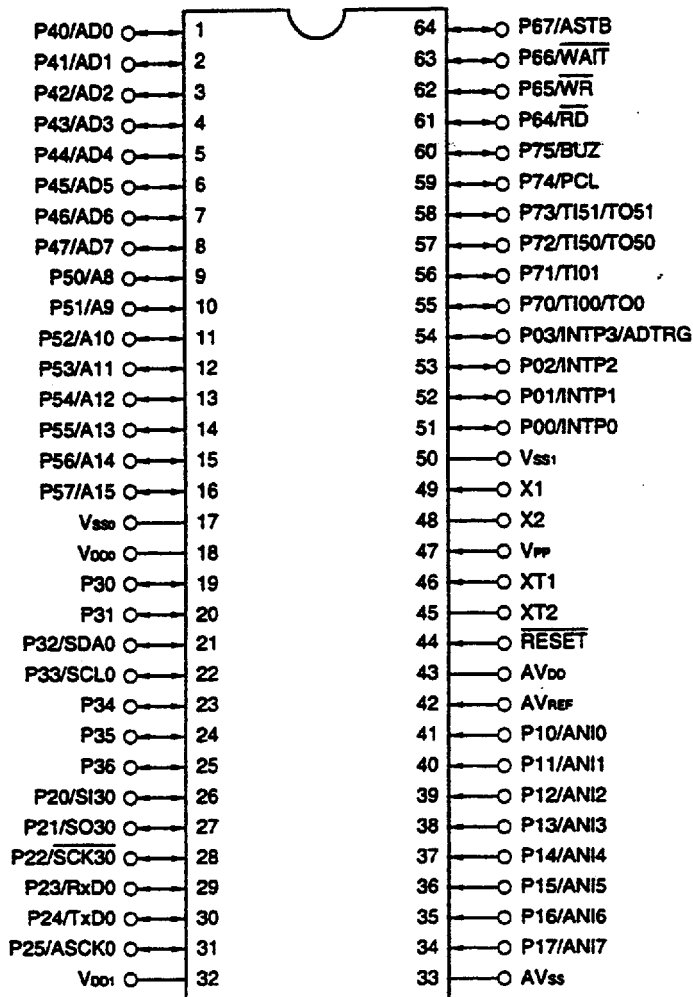 P40/AD0 1 64 P67/ASTB
P41/AD1 2 63 P66/WAIT
P42/AD2 3 62 P65/WR
P43/AD3 4 61 P64/RD
P44/AD4 5 60 P75/BUZ
P45/AD5 6 59 P74/PCL
P46/AD6 7 58 P73/TI51/TO51
P47/AD7 8 57 P72/TI50/TO50
P50/A8 9 56 P71/TI01
P51/A9 10 55 P70/TI00/TO0
P52/A10 11 54 P03/INTP3/ADTRG
P53/A11 12 53 P02/INTP2
P54/A12 13 52 P01/INTP1
P55/A13 14 51 P00/INTP0
P56/A14 15 50 VSS1
P57/A15 16 49 X1
VSS0 17 48 X2
VDD0 18 47 VPP
P30 19 46 XT1
P31 20 45 XT2
P32/SDA0 21 44 RESET
P33/SCL0 22 43 AVDD
P34 23 42 AVREF
P35 24 41 P10/ANI0
P36 25 40 P11/ANI1
P20/SI30 26 39 P12/ANI2
P21/SO30 27 38 P13/ANI3
P22/SCK30 28 37 P14/ANI4
P23/RxD0 29 36 P15/ANI5
P24/TxD0 30 35 P16/ANI6
P25/ASCK0 31 34 P17/ANI7
VDD1 32 33 AVSS